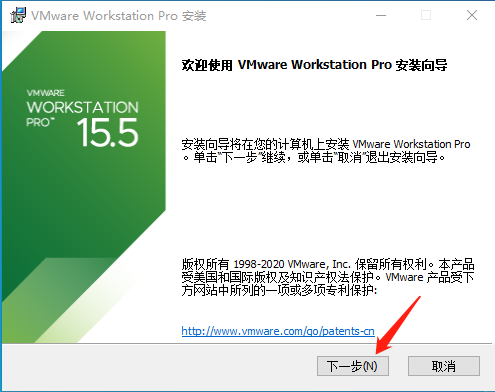 VMware Workstation Pro 安装
VMWARE
WORKSTATION
PRO™
15.5
欢迎使用 VMware Workstation Pro 安装向导
安装向导将在您的计算机上安装 VMware Workstation Pro
。单击“下一步”继续，或单击“取消”退出安装向导。
版权所有 1998-2020 VMware, Inc. 保留所有权利。本产品
受美国和国际版权及知识产权法保护。VMware 产品受下
方网站中所列的一项或多项专利保护:
http://www.vmware.com/go/patents-cn
下一步(N)
取消